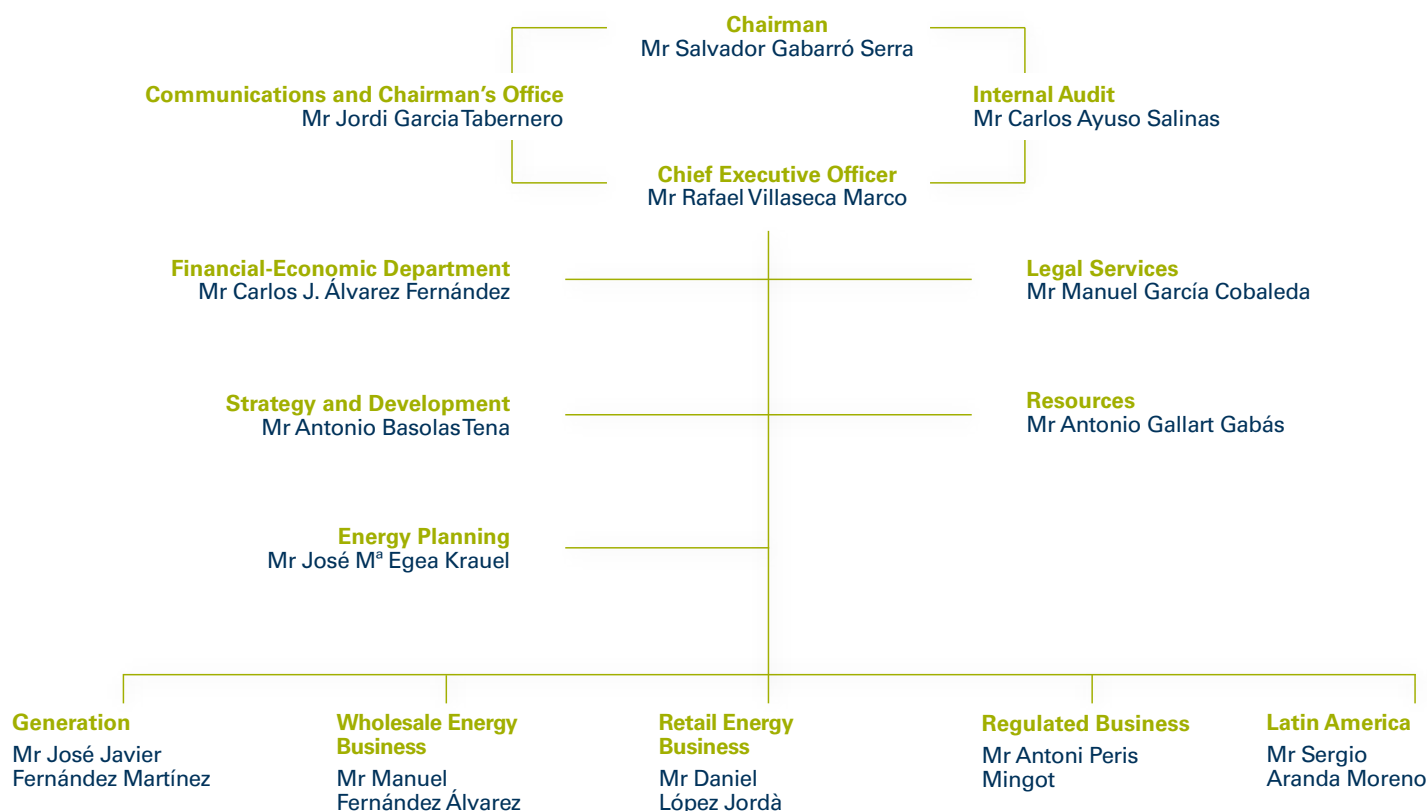 Chairman
Mr Salvador Gabarró Serra
Communications and Chairman's Office
Mr Jordi Garcia Tabernero
Internal Audit
Mr Carlos Ayuso Salinas
Chief Executive Officer
Mr Rafael Villaseca Marco
Financial-Economic Department
Mr Carlos J. Álvarez Fernández
Legal Services
Mr Manuel García Cobaleda
Strategy and Development
Mr Antonio Basolas Tena
Resources
Mr Antonio Gallart Gabás
Energy Planning
Mr José Mª Egea Krauel
Generation
Mr José Javier
Fernández Martínez
Wholesale Energy
Business
Mr Manuel
Fernández Álvarez
Retail Energy
Business
Mr Daniel
López Jordà
Regulated Business
Mr Antoni Peris
Mingot
Latin America
Mr Sergio
Aranda Moreno